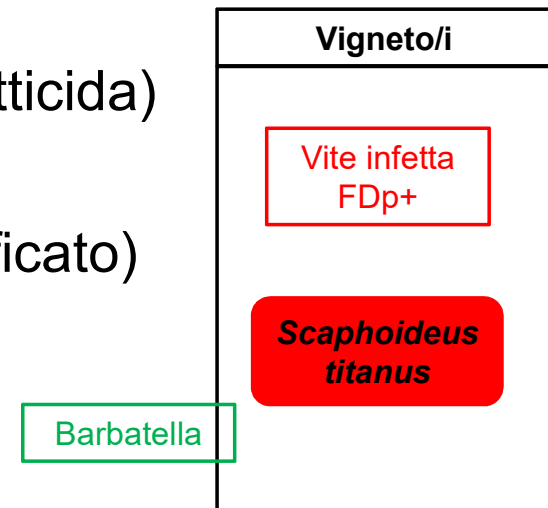 Vigneto/i
tticida)
Vite infetta
FDp+
ficato)
Scaphoideus
titanus
Barbatella